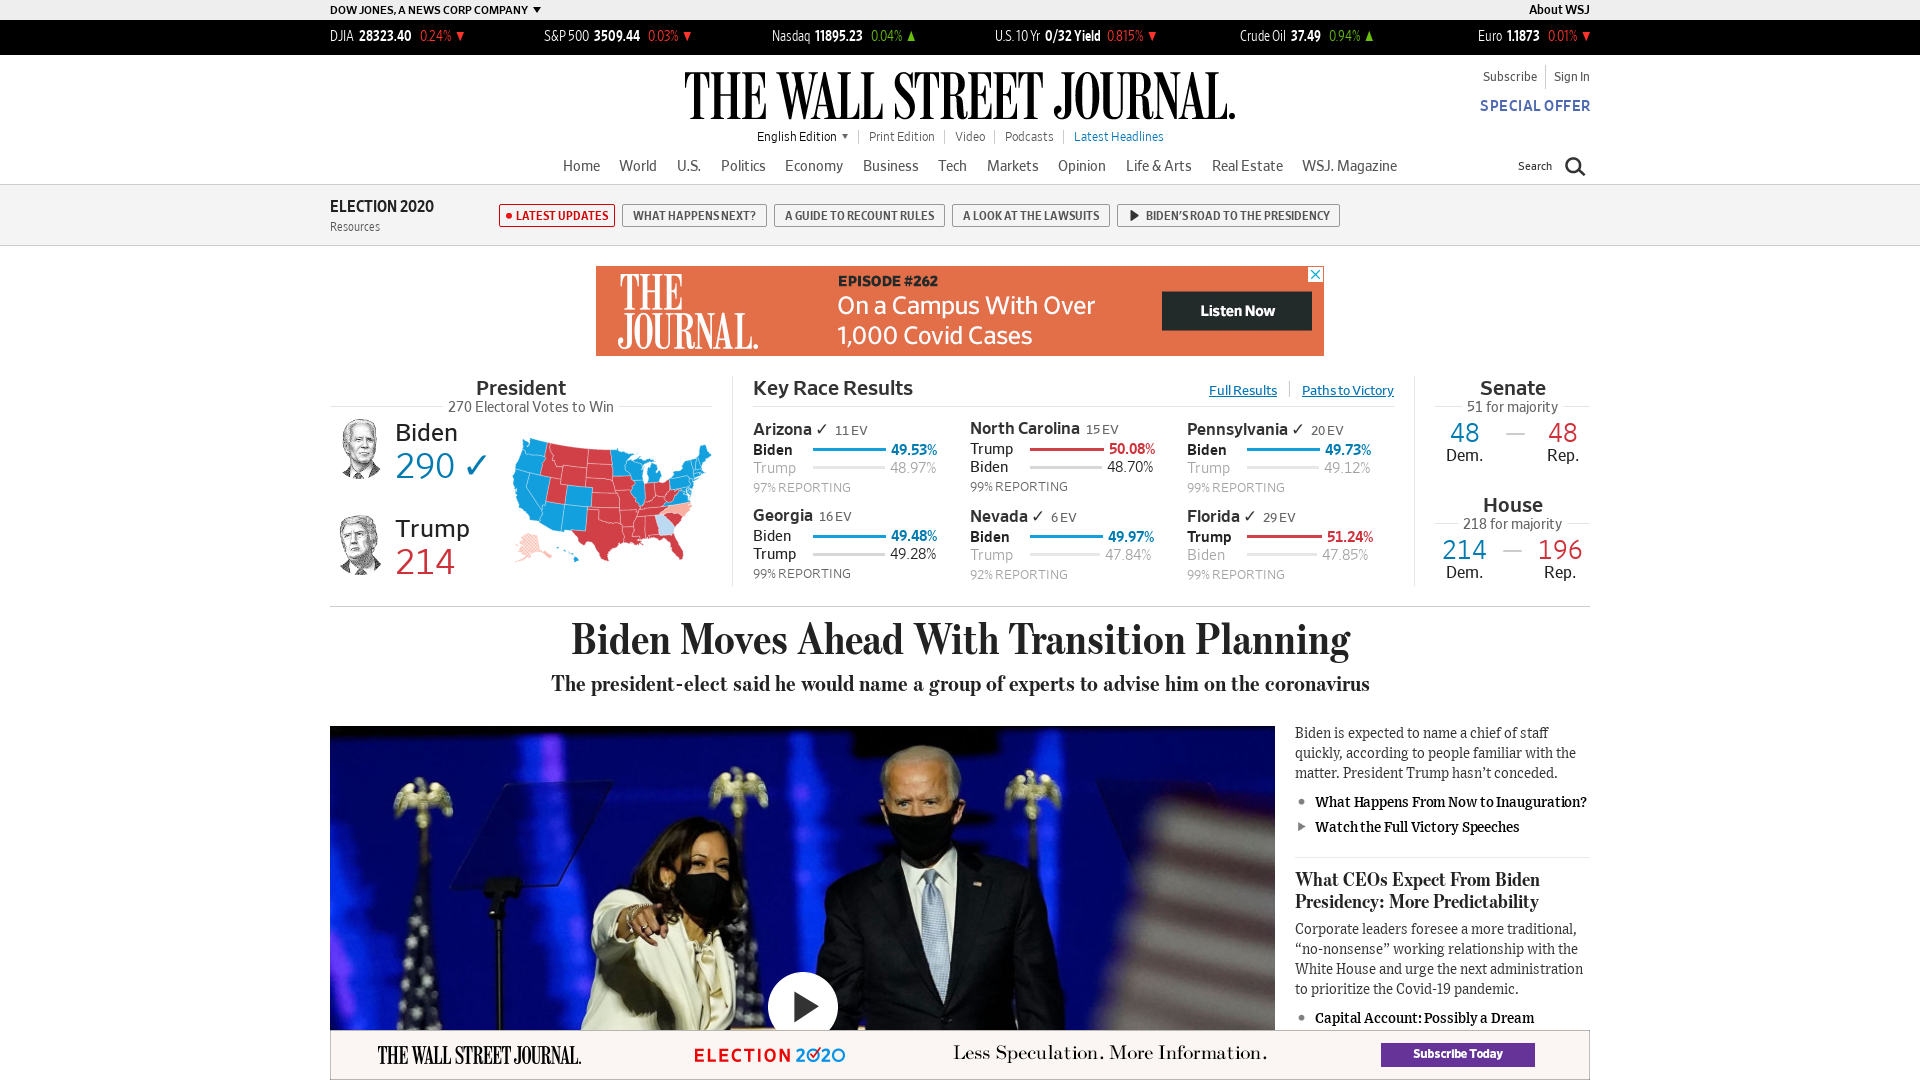 DOW JONES, A NEWS CORP COMPANY
About WSJ
DJIA 28323.40 0.24%
S&P 500 3509.44 0.03%
Nasdaq 11895.23 0.04%
U.S. 10 Yr 0/32 Yield 0.815%
Crude Oil 37.49 0.94%
Euro 1.1873 0.01%
THE WALL STREET JOURNAL.
Subscribe
Sign In
SPECIAL OFFER
English Edition
Print Edition
Video
Podcasts
Latest Headlines
Home World U.S. Politics Economy Business Tech Markets Opinion Life & Arts Real Estate WSJ. Magazine
Search
ELECTION 2020
Resources
LATEST UPDATES
WHAT HAPPENS NEXT?
A GUIDE TO RECOUNT RULES
A LOOK AT THE LAWSUITS
BIDEN'S ROAD TO THE PRESIDENCY
THE
JOURNAL.
EPISODE #262
On a Campus With Over
1,000 Covid Cases
Listen Now
President
270 Electoral Votes to Win
Biden
290 ✓
Trump
214
Key Race Results
Full Results
Paths to Victory
Arizona ✓ 11 EV
Biden 49.53%
Trump 48.97%
97% REPORTING
North Carolina 15 EV
Trump 50.08%
Biden 48.70%
99% REPORTING
Pennsylvania ✓ 20 EV
Biden 49.73%
Trump 49.12%
99% REPORTING
Georgia 16 EV
Biden 49.48%
Trump 49.28%
99% REPORTING
Nevada ✓ 6 EV
Biden 49.97%
Trump 47.84%
92% REPORTING
Florida ✓ 29 EV
Trump 51.24%
Biden 47.85%
99% REPORTING
Senate
51 for majority
48 — 48
Dem. Rep.
House
218 for majority
214 — 196
Dem. Rep.
Biden Moves Ahead With Transition Planning
The president-elect said he would name a group of experts to advise him on the coronavirus
Biden is expected to name a chief of staff
quickly, according to people familiar with the
matter. President Trump hasn't conceded.
What Happens From Now to Inauguration?
Watch the Full Victory Speeches
What CEOs Expect From Biden
Presidency: More Predictability
Corporate leaders foresee a more traditional,
“no-nonsense” working relationship with the
White House and urge the next administration
to prioritize the Covid-19 pandemic.
Capital Account: Possibly a Dream
THE WALL STREET JOURNAL.
ELECTION 2020
Less Speculation. More Information.
Subscribe Today